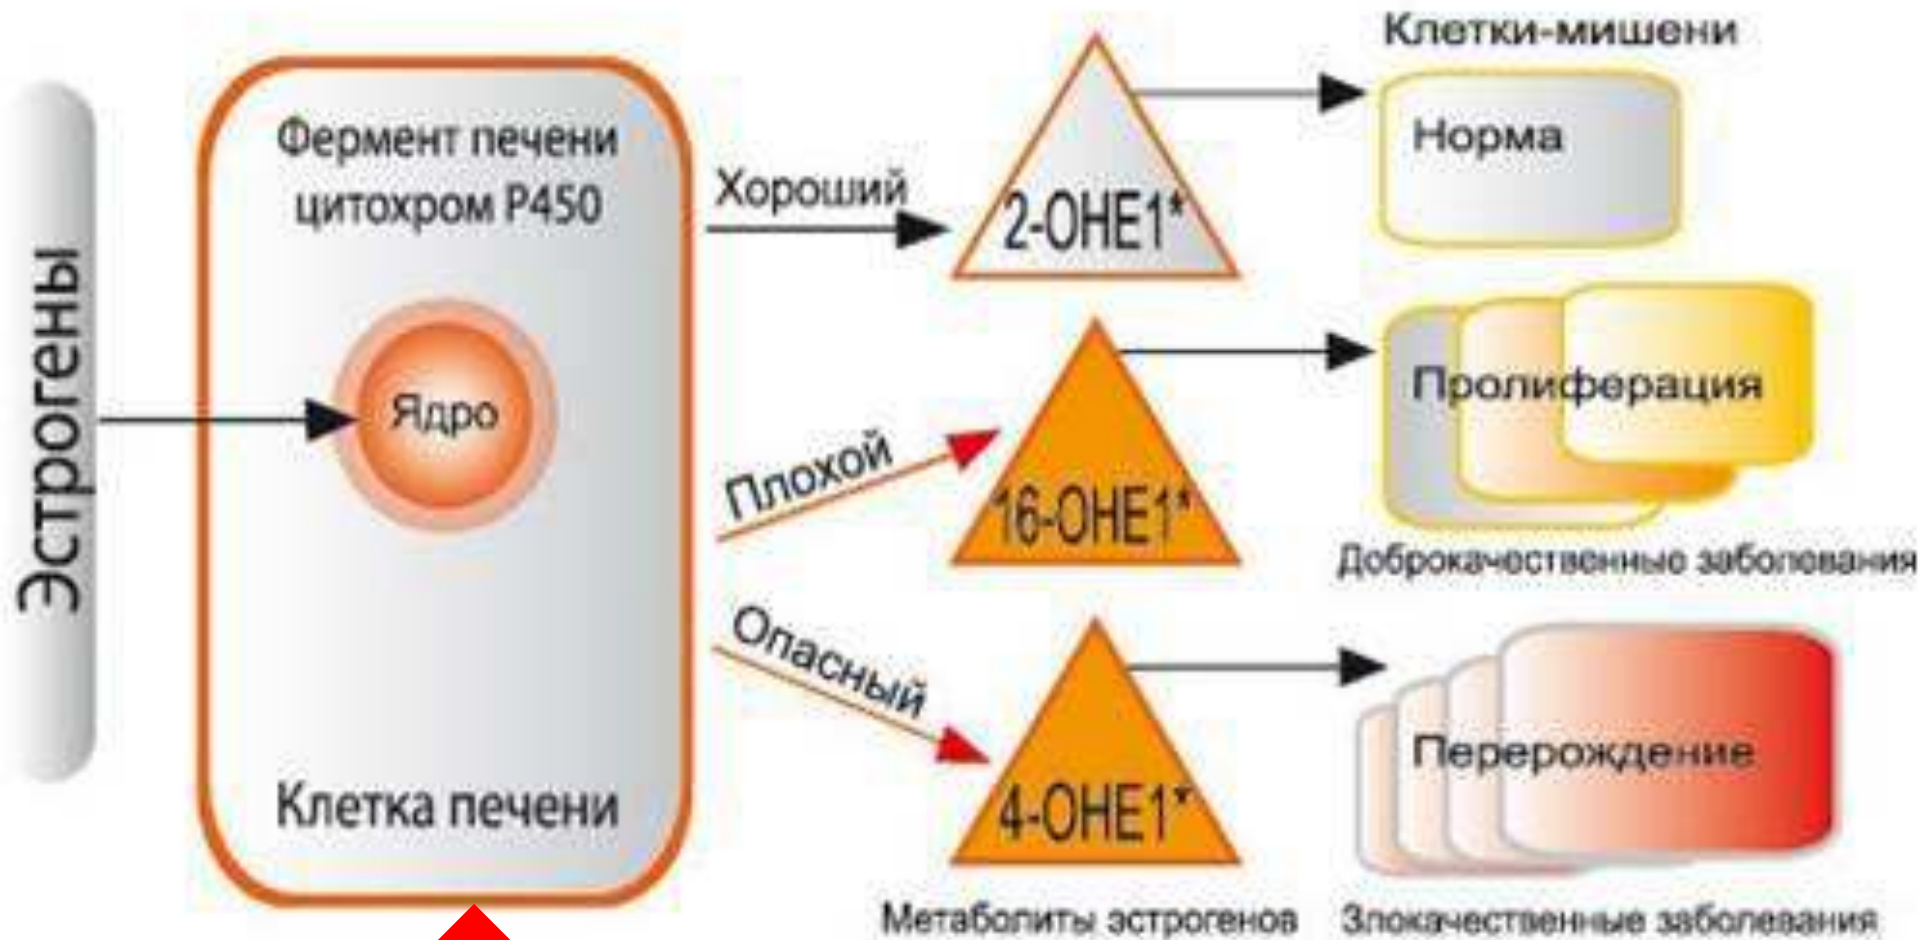 Эстрогены
Фермент печени
цитохром P450
Ядро
Клетка печени
Хороший
Плохой
Опасный
2-OHE1*
16-OHE1*
4-OHE1*
Метаболиты эстрогенов
Клетки-мишени
Норма
Пролиферация
Доброкачественные заболевания
Перерождение
Злокачественные заболевания